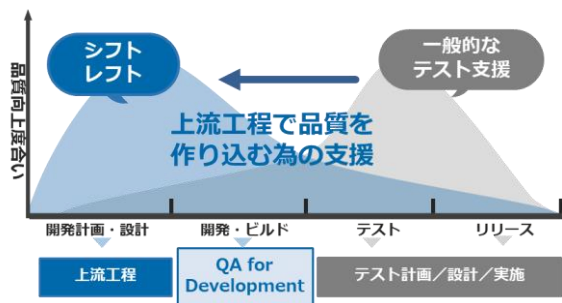 シフト
レフト
一般的な
テスト支援
品質向上度合い
上流工程で品質を
作り込む為の支援
開発計画・設計
開発・ビルド
テスト
リリース
上流工程
QA for
Development
テスト計画／設計／実施